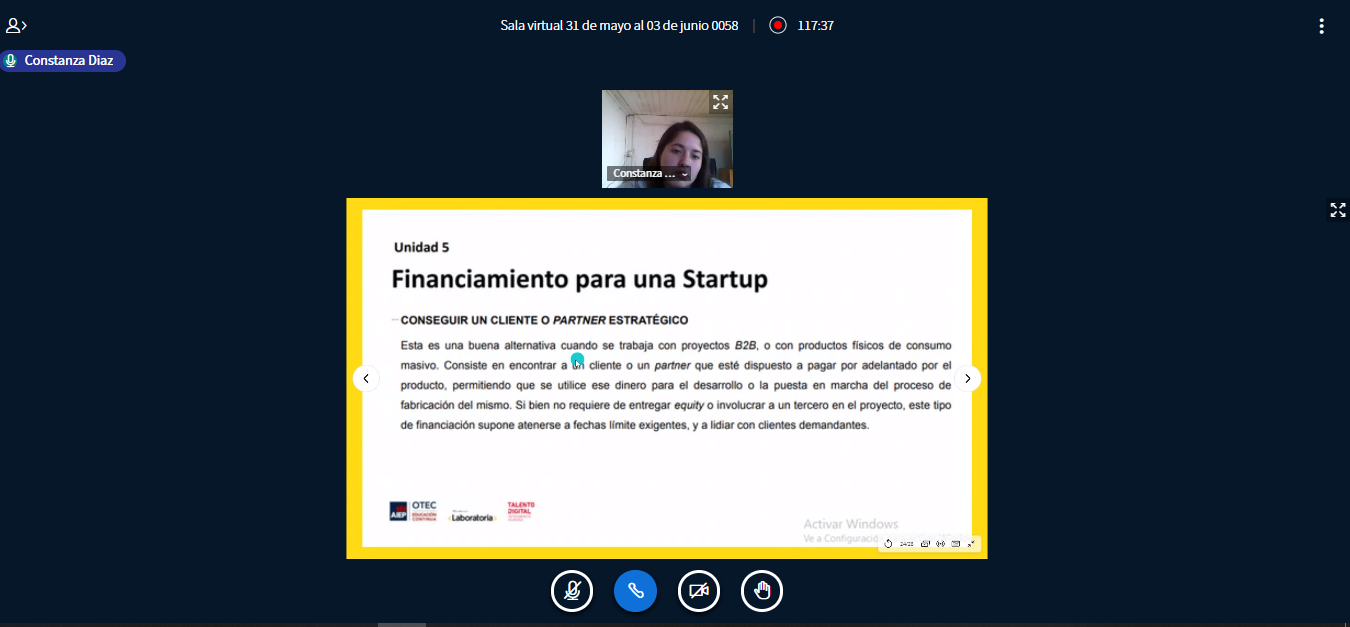 Sala virtual 31 de mayo al 03 de junio 0058
117:37
Constanza Diaz
Constanza ...
Unidad 5
Financiamiento para una Startup
CONSEGUIR UN CLIENTE O PARTNER ESTRATÉGICO
Esta es una buena alternativa cuando se trabaja con proyectos B2B, o con productos físicos de consumo
masivo. Consiste en encontrar a un cliente o un partner que esté dispuesto a pagar por adelantado por el
producto, permitiendo que se utilice ese dinero para el desarrollo o la puesta en marcha del proceso de
fabricación del mismo. Si bien no requiere de entregar equity o involucrar a un tercero en el proyecto, este tipo
de financiación supone atenerse a fechas límite exigentes, y a lidiar con clientes demandantes.
AIEP
OTEC
EDUCACIÓN
CONTINUA
Laboratoria
TALENTO
DIGITAL
Activar Windows
Ve a Configuració